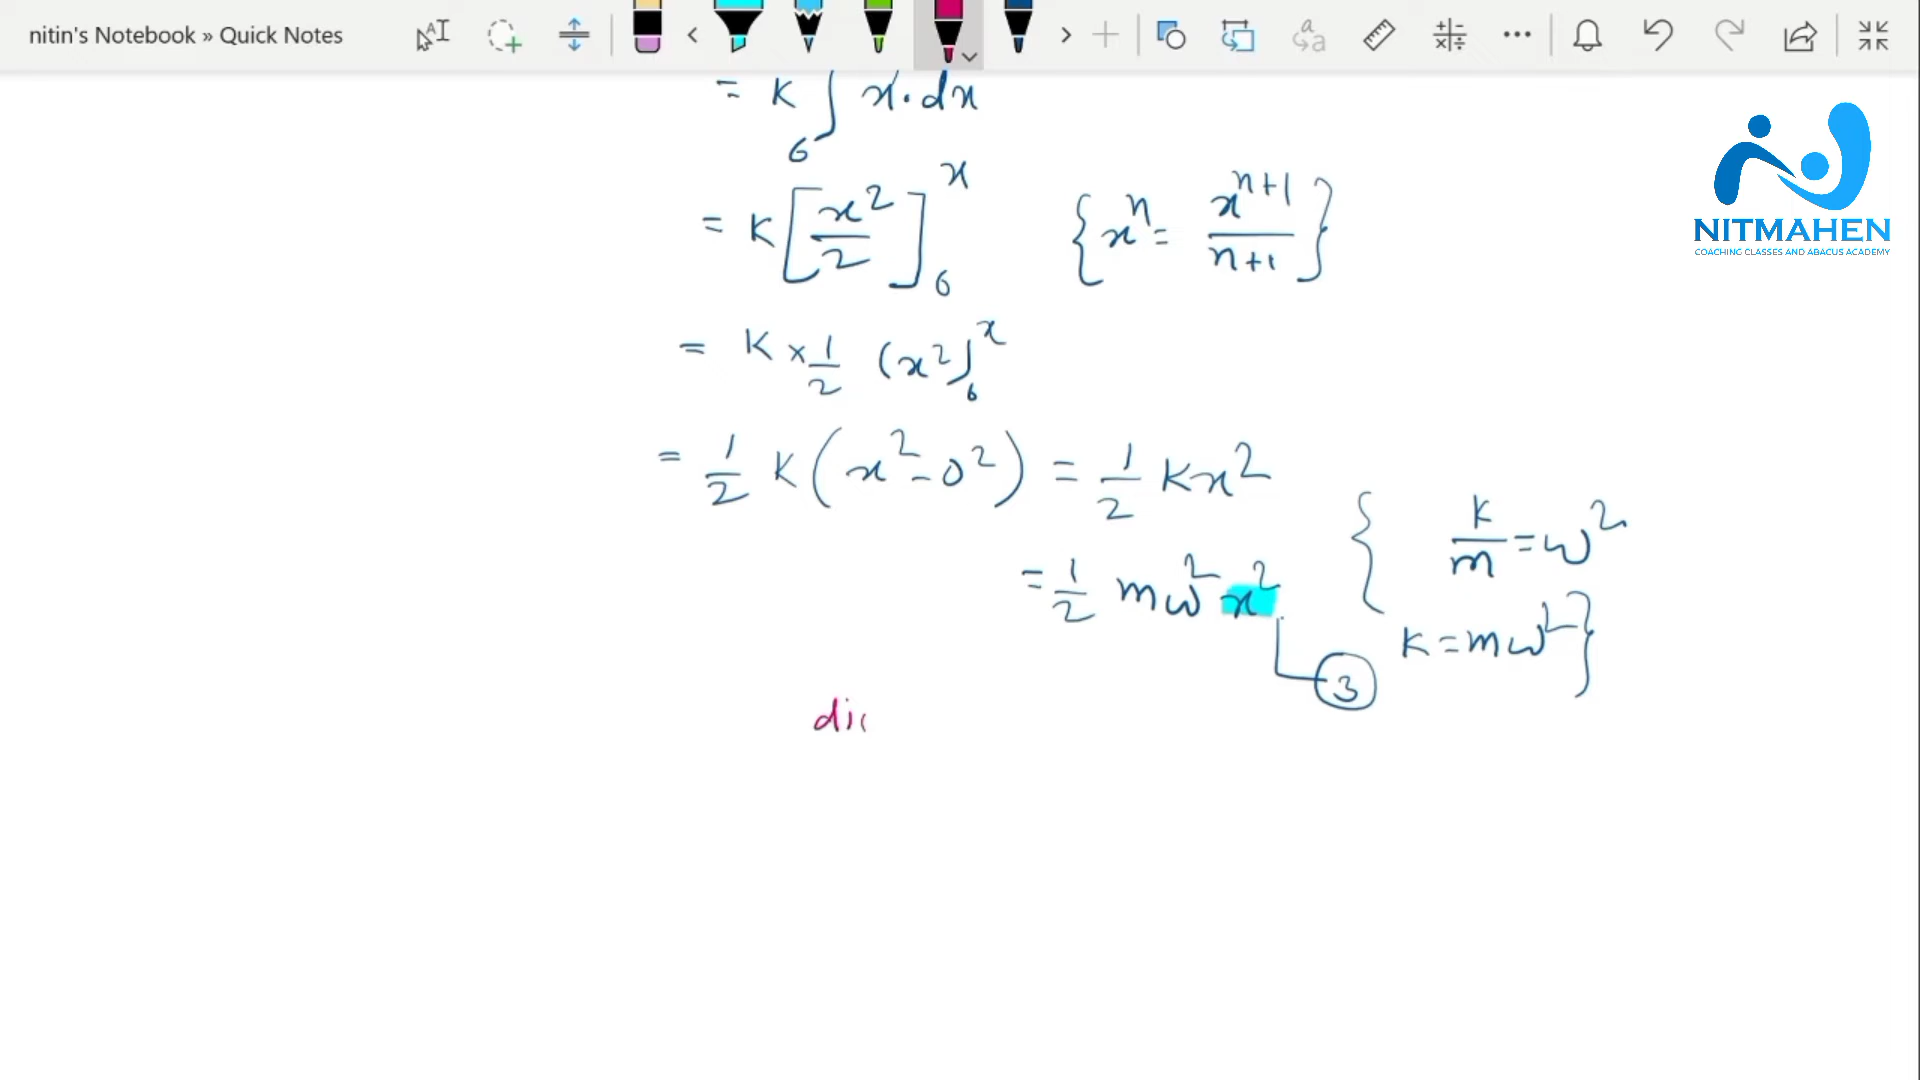 nitin's Notebook » Quick Notes
= K ∫₀ x·dx
= K [x²/2]₀ˣ {xⁿ = xⁿ⁺¹/n+1}
= K × 1/2 (x²)₀ˣ
= 1/2 K (x² - 0²) = 1/2 Kx²
= 1/2 mω²x² ③
{ K/m = ω²
K = mω² }
NITMAHEN
COACHING CLASSES AND ABACUS ACADEMY